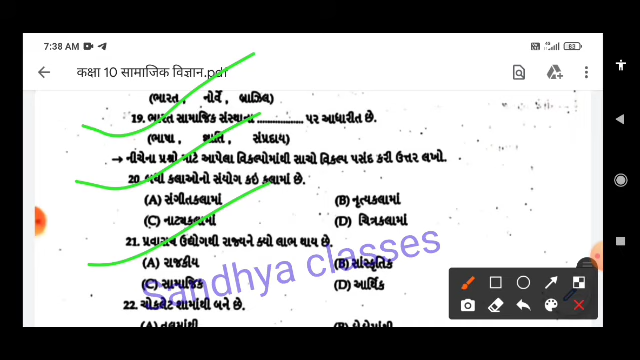 7:38 AM
63
कक्षा 10 सामाजिक विज्ञान.pdf
(ભારત, નોર્વે, બ્રાઝિલ)
19. ભારત સામાજિક સંસ્થાના ................ પર આધારીત છે.
(ભાષા, જ્ઞાતિ, સંપ્રદાય)
→ નીચેના પ્રશ્નો માટે આપેલા વિકલ્પોમાંથી સાચો વિકલ્પ પસંદ કરી ઉત્તર લખો.
20. બધી કલાઓનો સંયોગ કઇ કલામાં છે.
(A) સંગીતકલામાં (B) નૃત્યકલામાં
(C) નાટ્યકલામાં (D) ચિત્રકલામાં
21. પ્રવાસન ઉદ્યોગથી રાજ્યને ક્યો લાભ થાય છે.
(A) રાજકીય (B) સાંસ્કૃતિક
(C) સામાજિક (D) આર્થિક
Sandhya classes
22. ચોકલેટ શામાંથી બને છે.
(A) તલમાંથી (B) કોકોમાંથી